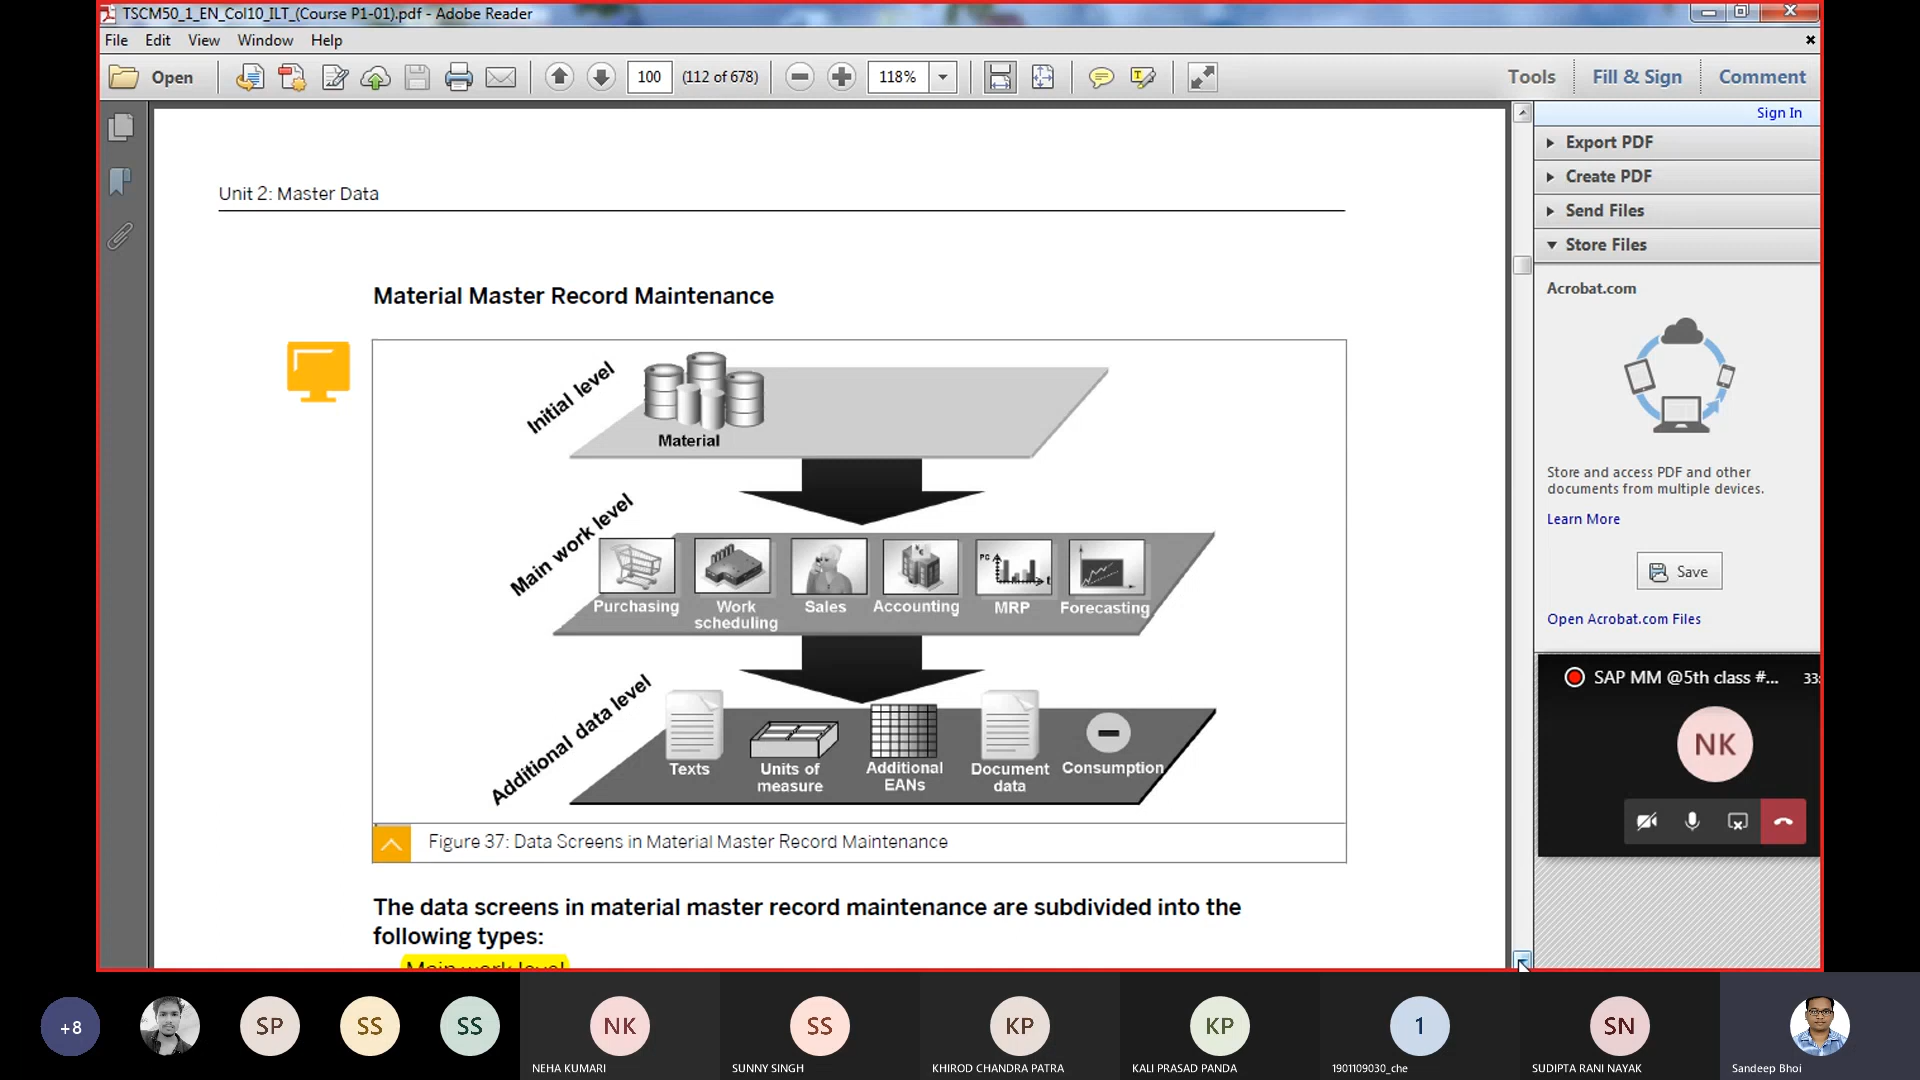 TSCM50_1_EN_Col10_ILT_(Course P1-01).pdf - Adobe Reader
File Edit View Window Help
Open 100 (112 of 678) 118% Tools Fill & Sign Comment
Sign In
Export PDF
Create PDF
Send Files
Store Files
Acrobat.com
Store and access PDF and other
documents from multiple devices.
Learn More
Save
Open Acrobat.com Files
Unit 2: Master Data
Material Master Record Maintenance
Initial level
Material
Main work level
Purchasing
Work
scheduling
Sales
Accounting
PC
t
MRP
Forecasting
Additional data level
Texts
Units of
measure
Additional
EANs
Document
data
Consumption
Figure 37: Data Screens in Material Master Record Maintenance
The data screens in material master record maintenance are subdivided into the
following types:
Main work level
SAP MM @5th class #... 33:
NK
+8
SP
SS
SS
NK
NEHA KUMARI
SS
SUNNY SINGH
KP
KHIROD CHANDRA PATRA
KP
KALI PRASAD PANDA
1
1901109030_che
SN
SUDIPTA RANI NAYAK
Sandeep Bhoi